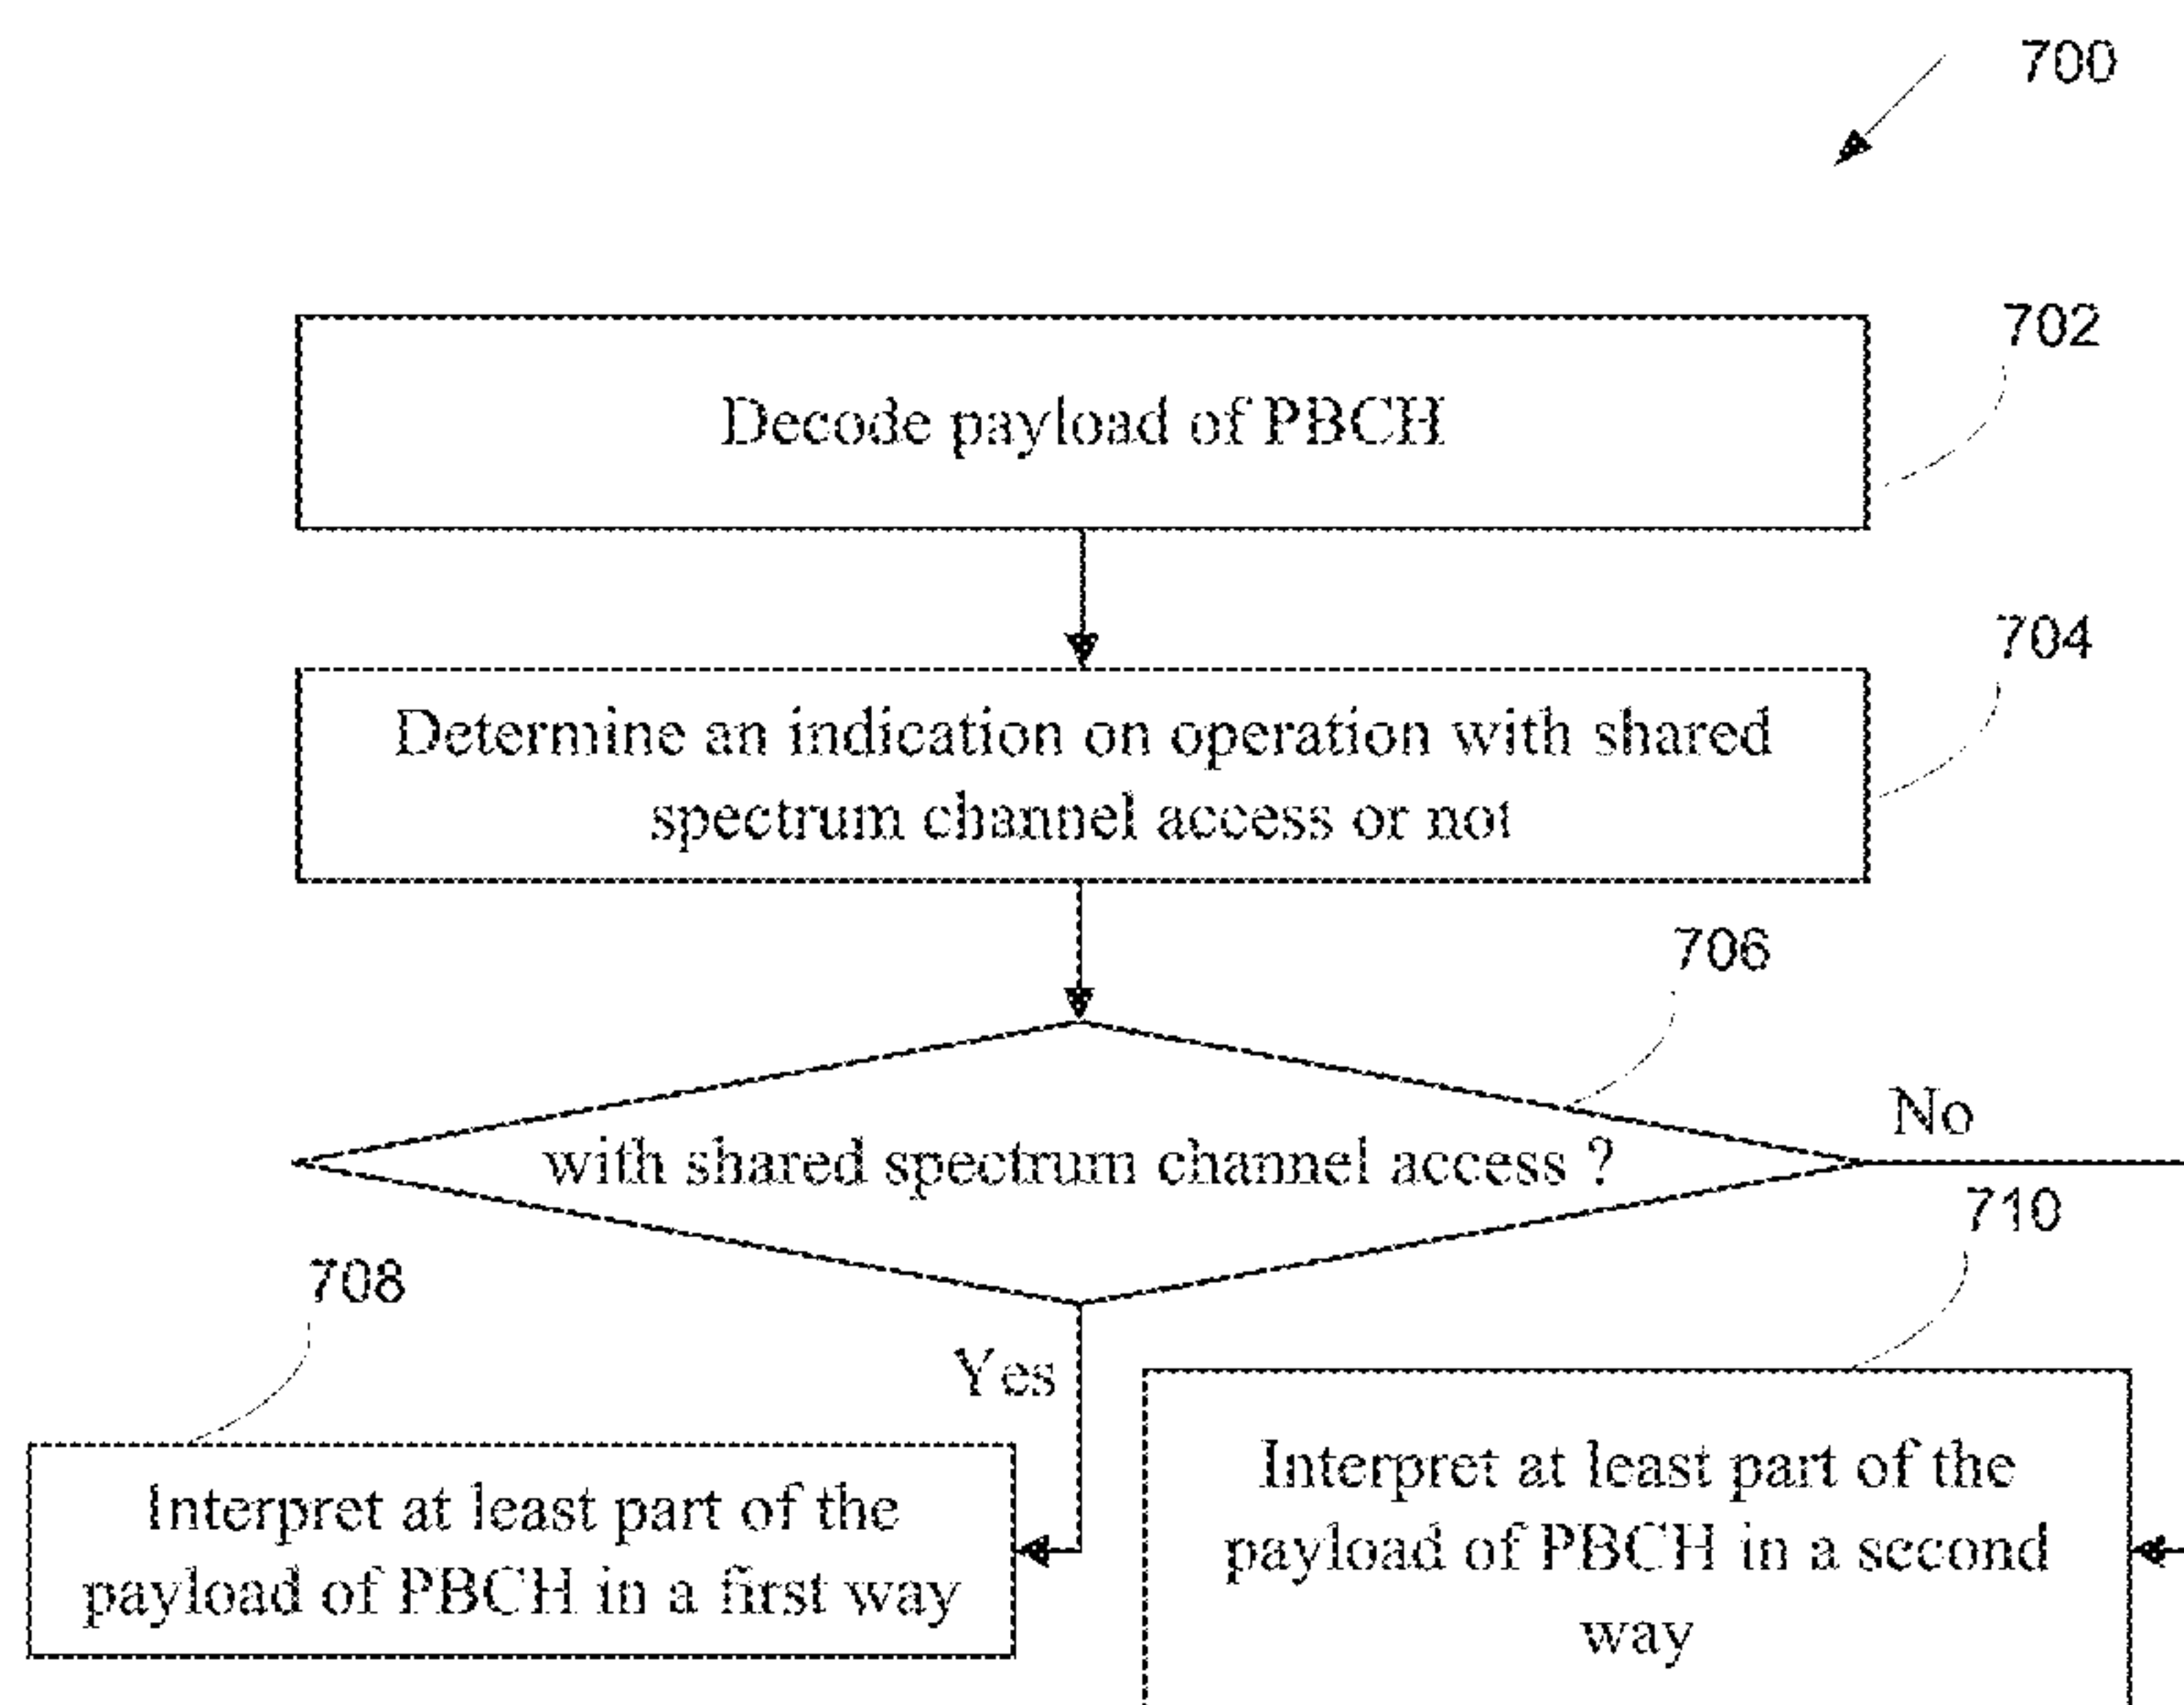 700
702
Decode payload of PBCH
704
Determine an indication on operation with shared
spectrum channel access or not
706
No
with shared spectrum channel access ?
710
708
Yes
Interpret at least part of the
payload of PBCH in a first way
Interpret at least part of the
payload of PBCH in a second
way